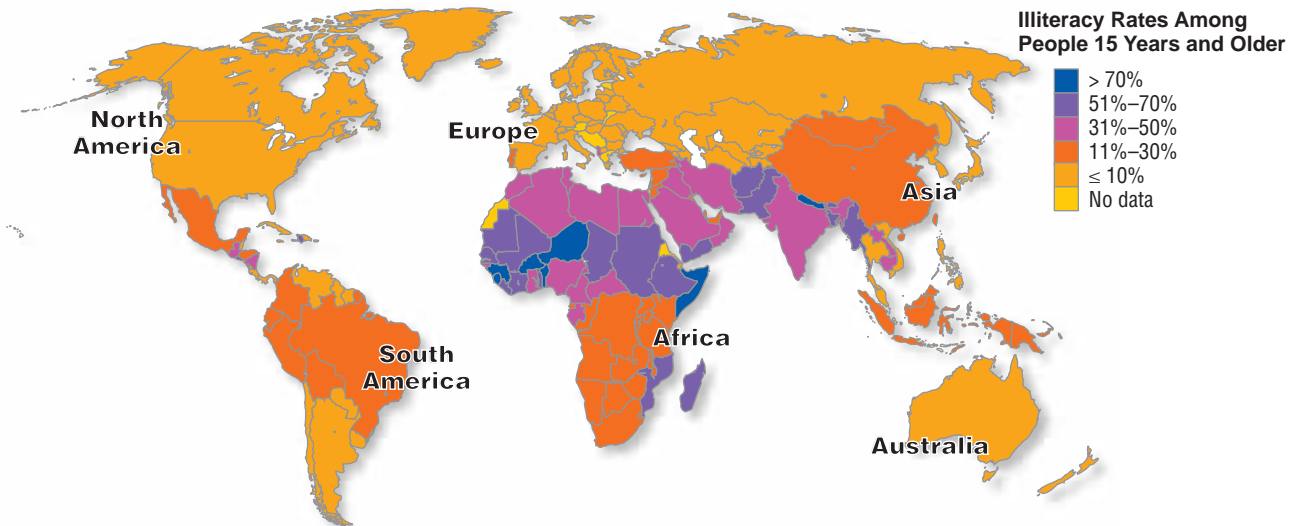 Illiteracy Rates Among
People 15 Years and Older
> 70%
51%–70%
31%–50%
11%–30%
≤ 10%
No data
North
America
Europe
Asia
Africa
South
America
Australia